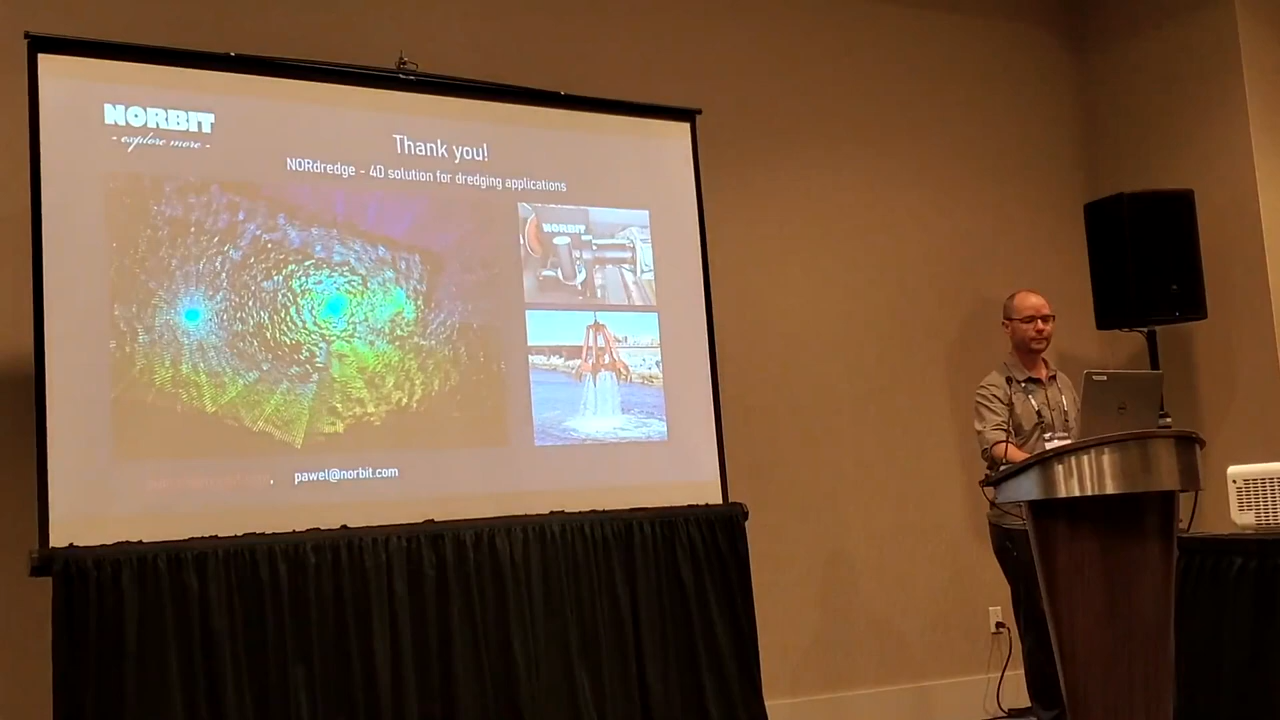 NORBIT
- explore more -
Thank you!
NORdredge - 4D solution for dredging applications
NORBIT
pawel@norbit.com